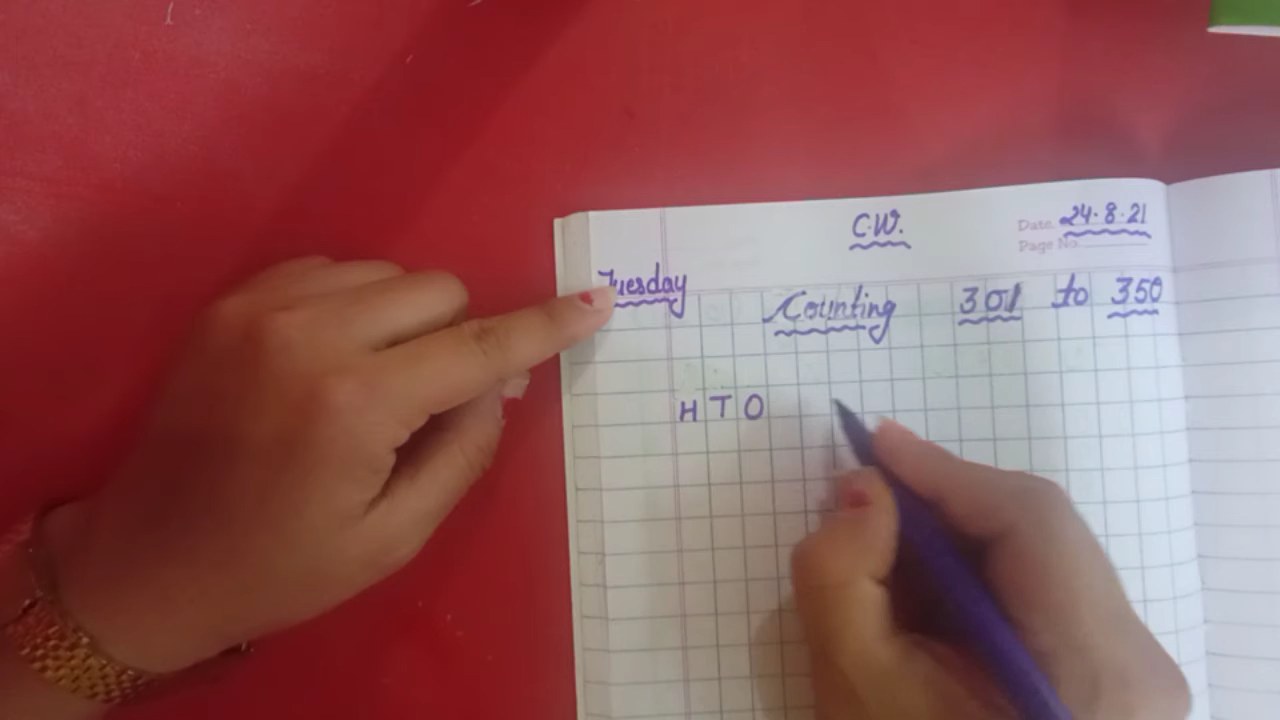 C.W.
Date 24.8.21
Page No.
Tuesday
Counting 301 to 350
H T O